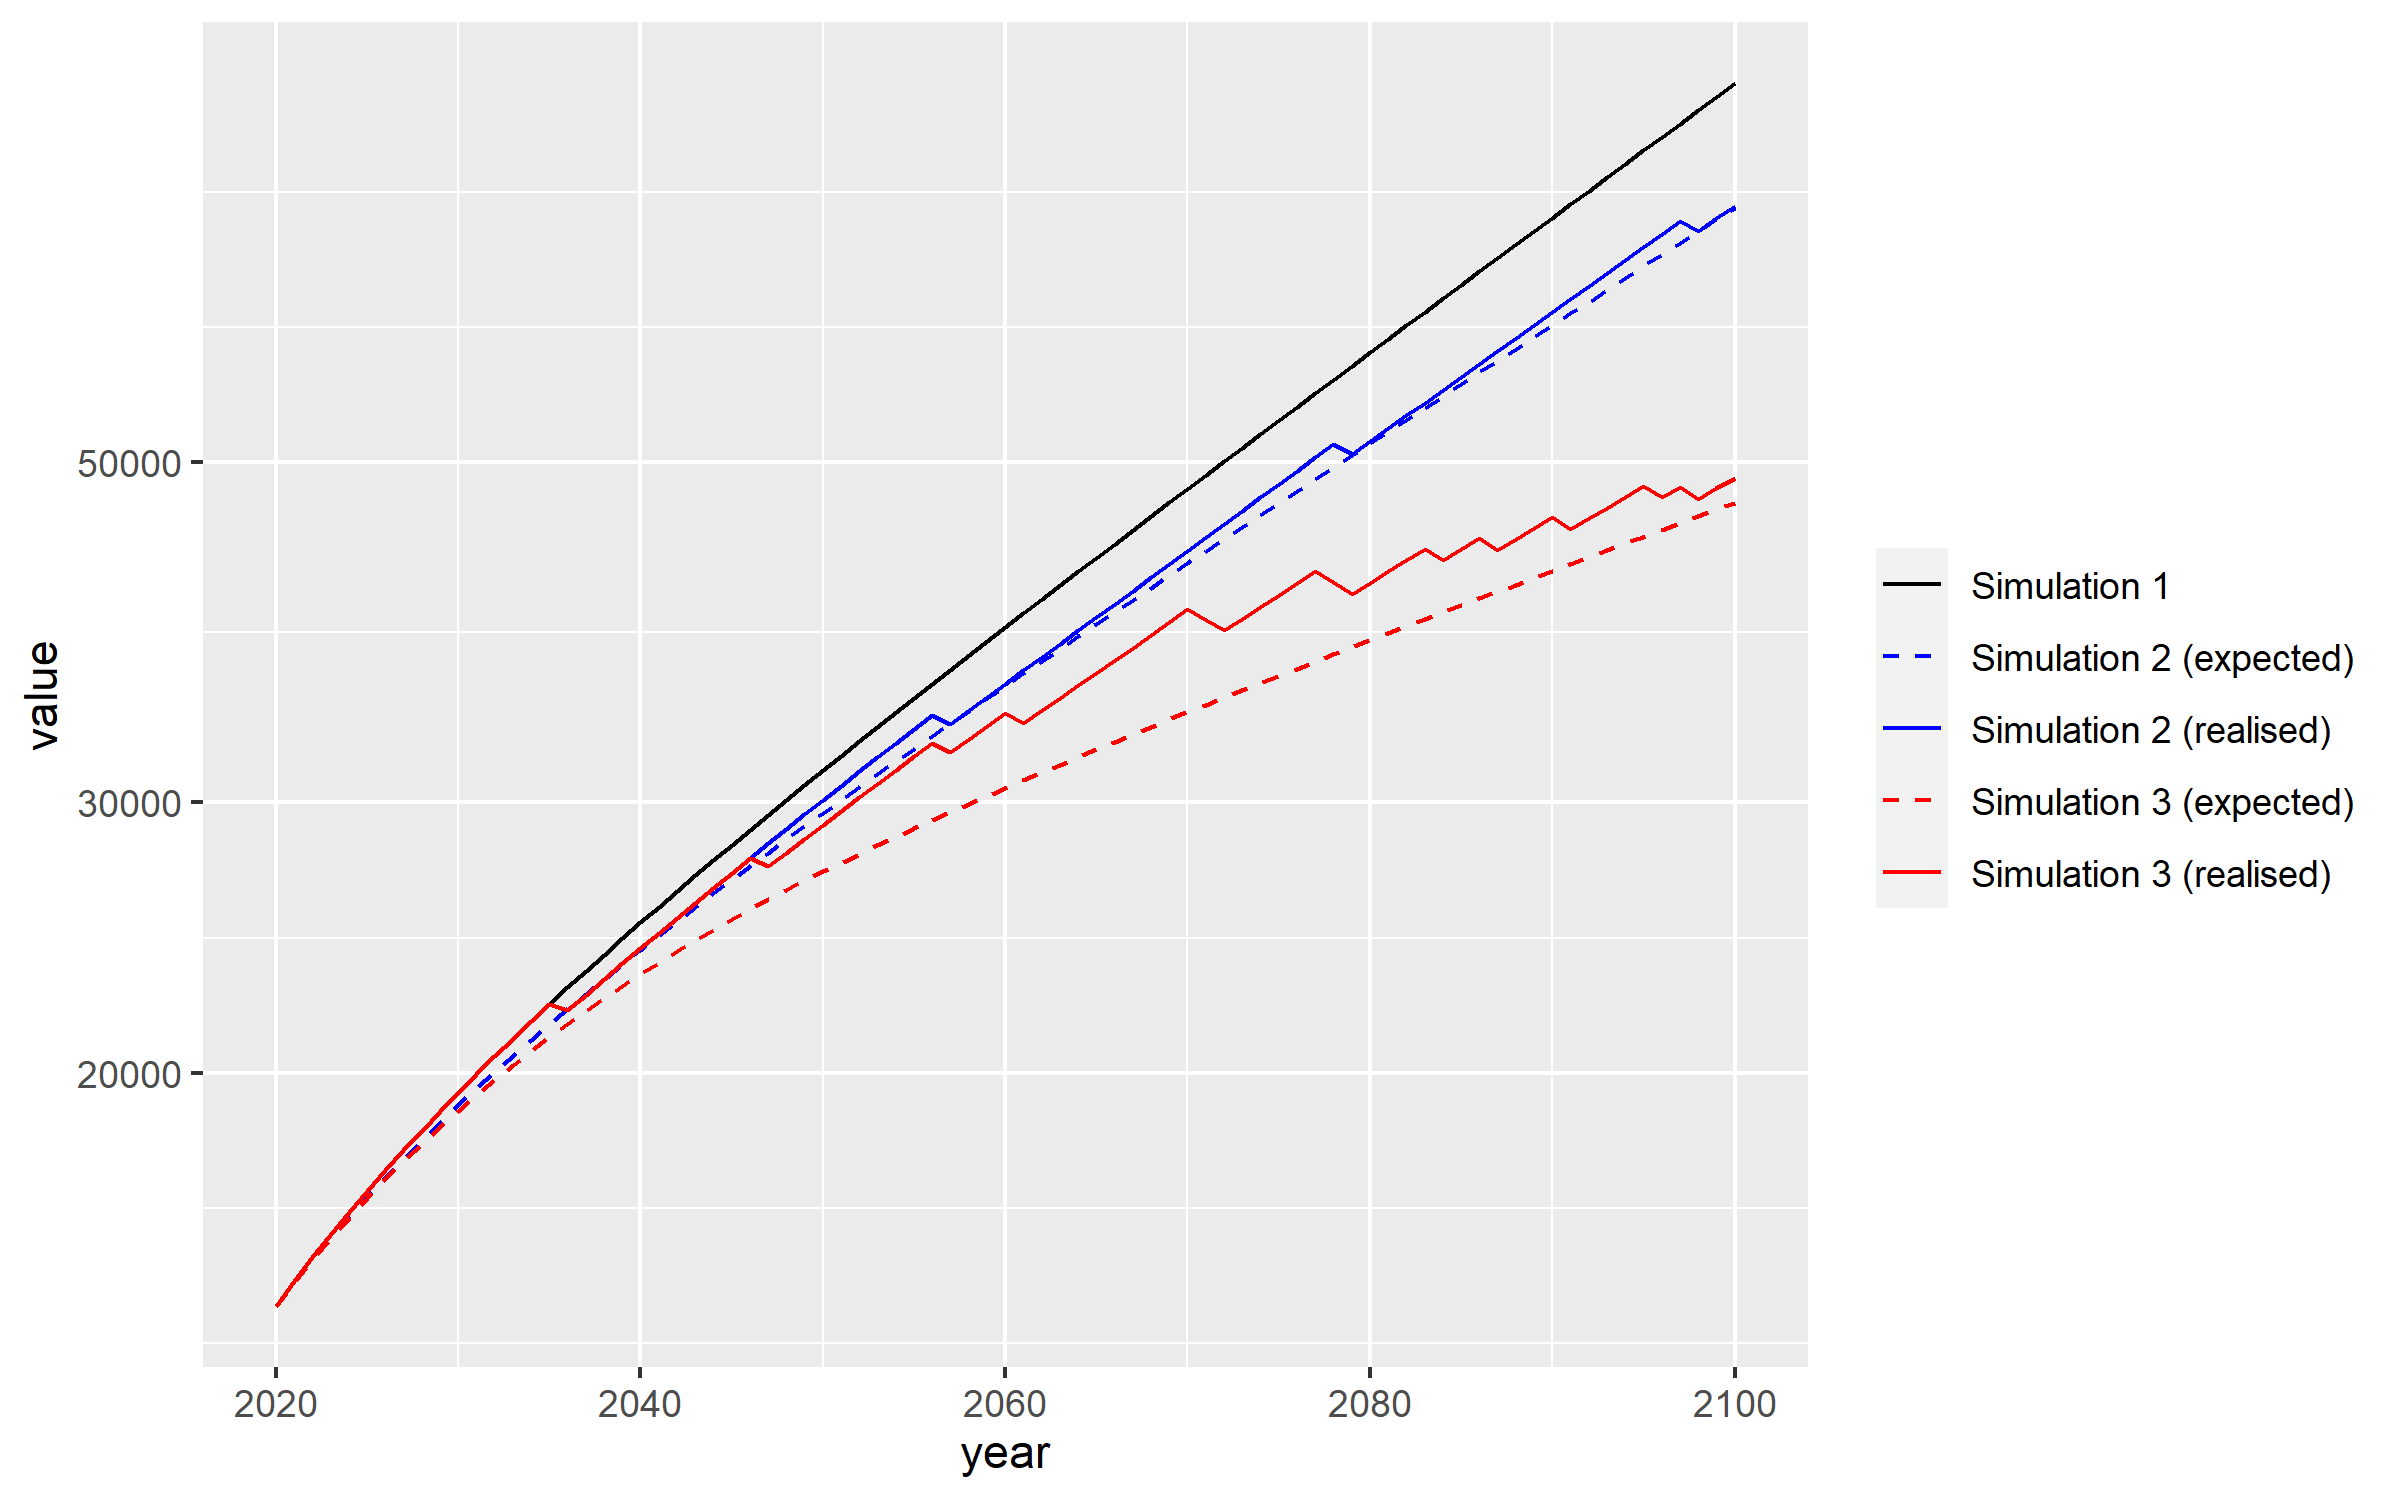 value
50000
30000
20000
2020
2040
2060
2080
2100
year
Simulation 1
Simulation 2 (expected)
Simulation 2 (realised)
Simulation 3 (expected)
Simulation 3 (realised)